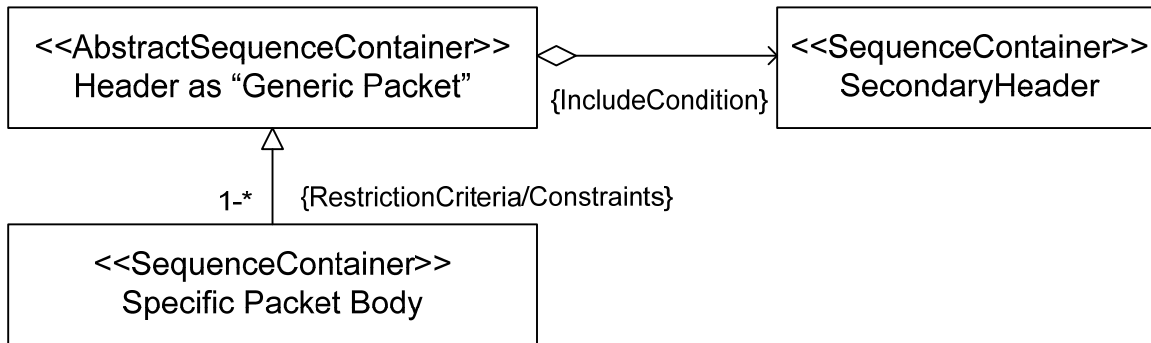 <<AbstractSequenceContainer>>
Header as “Generic Packet”
<<SequenceContainer>>
SecondaryHeader
{IncludeCondition}
1-*
{RestrictionCriteria/Constraints}
<<SequenceContainer>>
Specific Packet Body